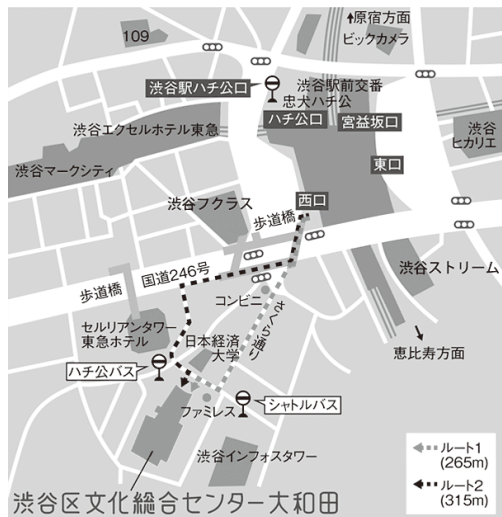 ↑原宿方面
ビックカメラ
109
渋谷駅ハチ公口
渋谷駅前交番
忠犬ハチ公
ハチ公口
宮益坂口
渋谷エクセルホテル東急
渋谷
ヒカリエ
東口
渋谷マークシティ
西口
渋谷フクラス
歩道橋
国道246号
歩道橋
渋谷ストリーム
コンビニ
さくら通り
セルリアンタワー
東急ホテル
日本経済
大学
恵比寿方面
ハチ公バス
シャトルバス
ファミレス
渋谷インフォスタワー
ルート1
(265m)
ルート2
(315m)
渋谷区文化総合センター大和田